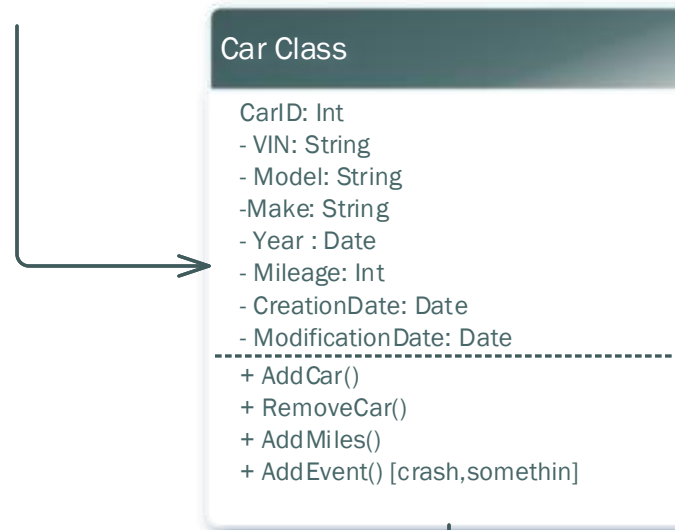 Car Class
CarID: Int
- VIN: String
- Model: String
-Make: String
- Year : Date
- Mileage: Int
- CreationDate: Date
- ModificationDate: Date
+ AddCar()
+ RemoveCar()
+ AddMiles()
+ AddEvent() [crash,somethin]